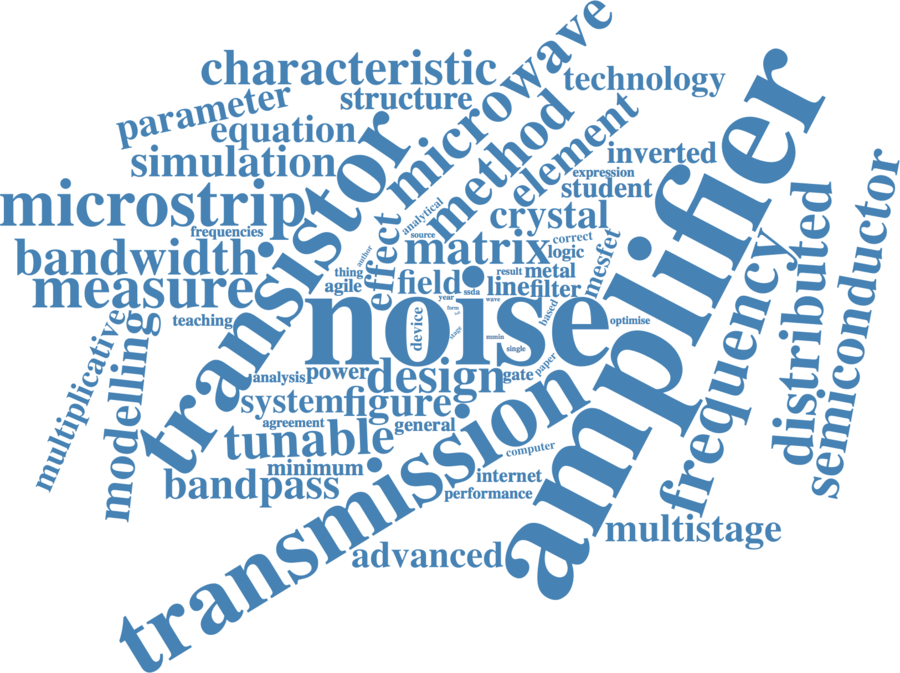 microwave
characteristic
technology
amplifier
parameter
structure
method
element
equation
transistor
simulation
inverted
expression
student
semiconductor
microstrip
frequencies
effect
analytical
source
crystal
distributed
bandwidth
author
matrix
correct
logic
mesfet
frequency
measure
thing
agile
field
result
metal
line
filter
year
ssda
wave
noise
form
device
stage
nmin
single
based
optimise
teaching
multiplicative
modelling
analysis
power
design
gate
paper
system
figure
agreement
general
tunable
transmission
computer
minimum
bandpass
internet
performance
multistage
advanced